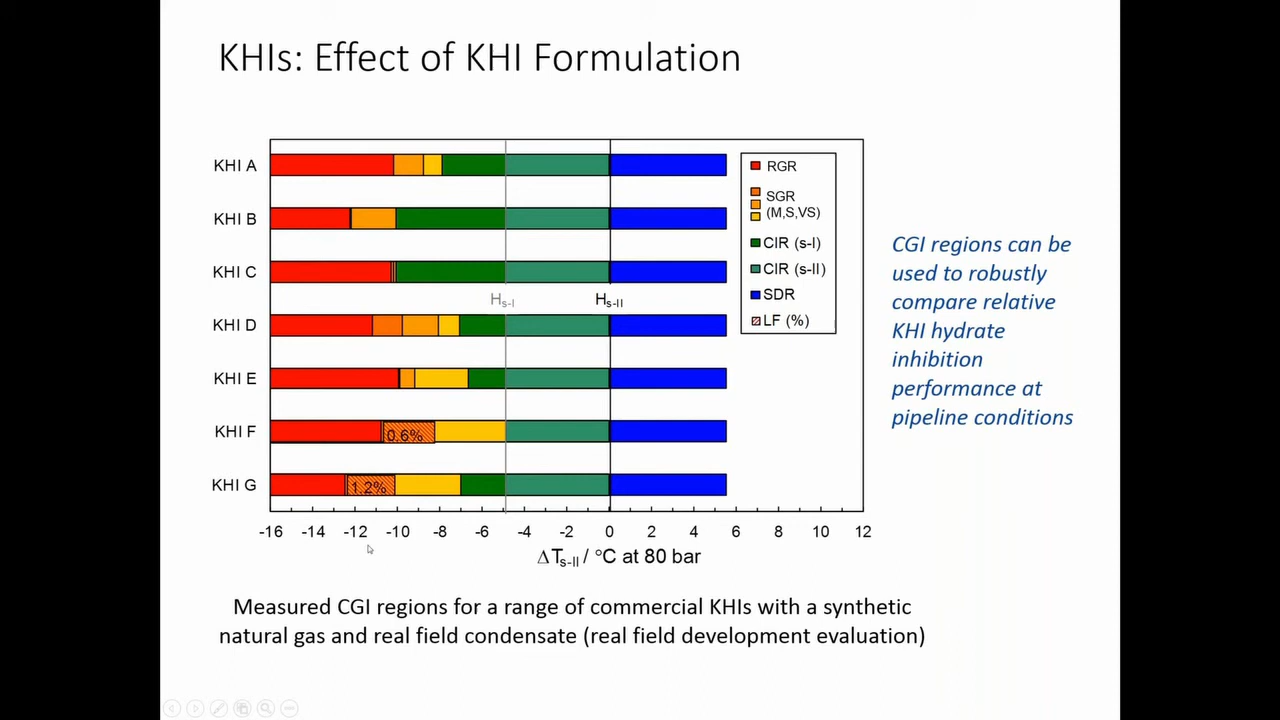 KHIs: Effect of KHI Formulation
KHI A
KHI B
KHI C
KHI D
KHI E
KHI F
KHI G
Hs-I
Hs-II
0.6%
1.2%
RGR
SGR
(M,S,VS)
CIR (s-I)
CIR (s-II)
SDR
LF (%)
-16 -14 -12 -10 -8 -6 -4 -2 0 2 4 6 8 10 12
ΔTs-II / °C at 80 bar
CGI regions can be
used to robustly
compare relative
KHI hydrate
inhibition
performance at
pipeline conditions
Measured CGI regions for a range of commercial KHIs with a synthetic
natural gas and real field condensate (real field development evaluation)